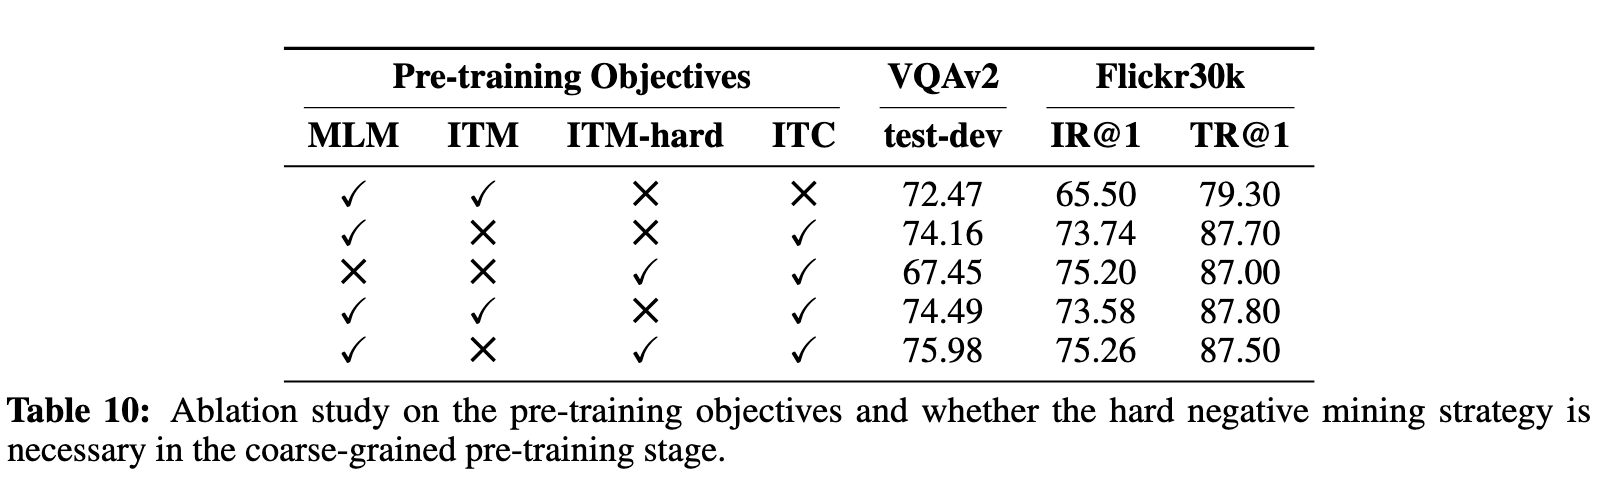 Pre-training Objectives VQAv2 Flickr30k
MLM ITM ITM-hard ITC test-dev IR@1 TR@1
✓ ✓ ✕ ✕ 72.47 65.50 79.30
✓ ✕ ✕ ✓ 74.16 73.74 87.70
✕ ✕ ✓ ✓ 67.45 75.20 87.00
✓ ✓ ✕ ✓ 74.49 73.58 87.80
✓ ✕ ✓ ✓ 75.98 75.26 87.50
Table 10: Ablation study on the pre-training objectives and whether the hard negative mining strategy is
necessary in the coarse-grained pre-training stage.